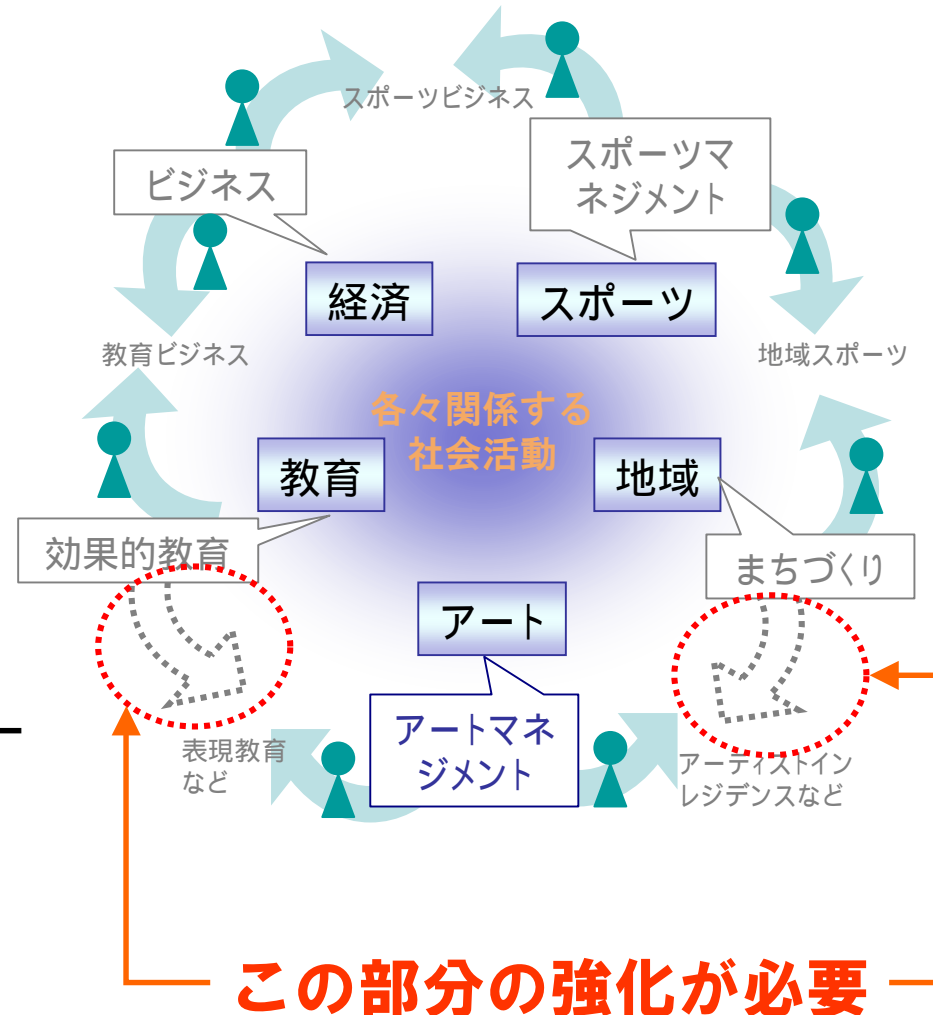 スポーツビジネス
スポーツマ
ネジメント
ビジネス
経済
スポーツ
教育ビジネス
地域スポーツ
各々関係する
社会活動
教育
地域
効果的教育
まちづくり
アート
アートマネ
ジメント
表現教育
など
アーティストイン
レジデンスなど
この部分の強化が必要